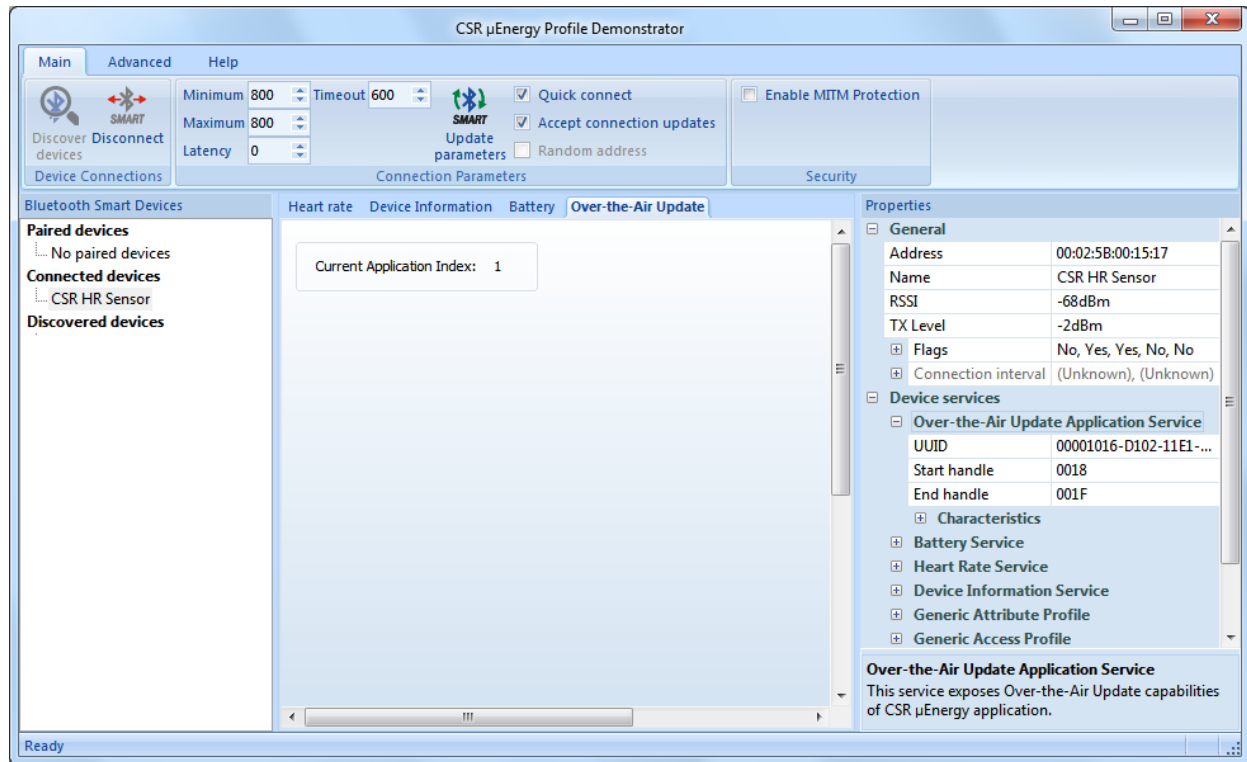 CSR µEnergy Profile Demonstrator
Main Advanced Help
Discover devices
SMART
Disconnect
Device Connections
Minimum 800
Maximum 800
Latency 0
Timeout 600
SMART
Update parameters
Quick connect
Accept connection updates
Random address
Connection Parameters
Enable MITM Protection
Security
Bluetooth Smart Devices
Paired devices
No paired devices
Connected devices
CSR HR Sensor
Discovered devices
Heart rate Device Information Battery Over-the-Air Update
Current Application Index: 1
Properties
General
Address 00:02:5B:00:15:17
Name CSR HR Sensor
RSSI -68dBm
TX Level -2dBm
Flags No, Yes, Yes, No, No
Connection interval (Unknown), (Unknown)
Device services
Over-the-Air Update Application Service
UUID 00001016-D102-11E1-...
Start handle 0018
End handle 001F
Characteristics
Battery Service
Heart Rate Service
Device Information Service
Generic Attribute Profile
Generic Access Profile
Over-the-Air Update Application Service
This service exposes Over-the-Air Update capabilities
of CSR µEnergy application.
Ready